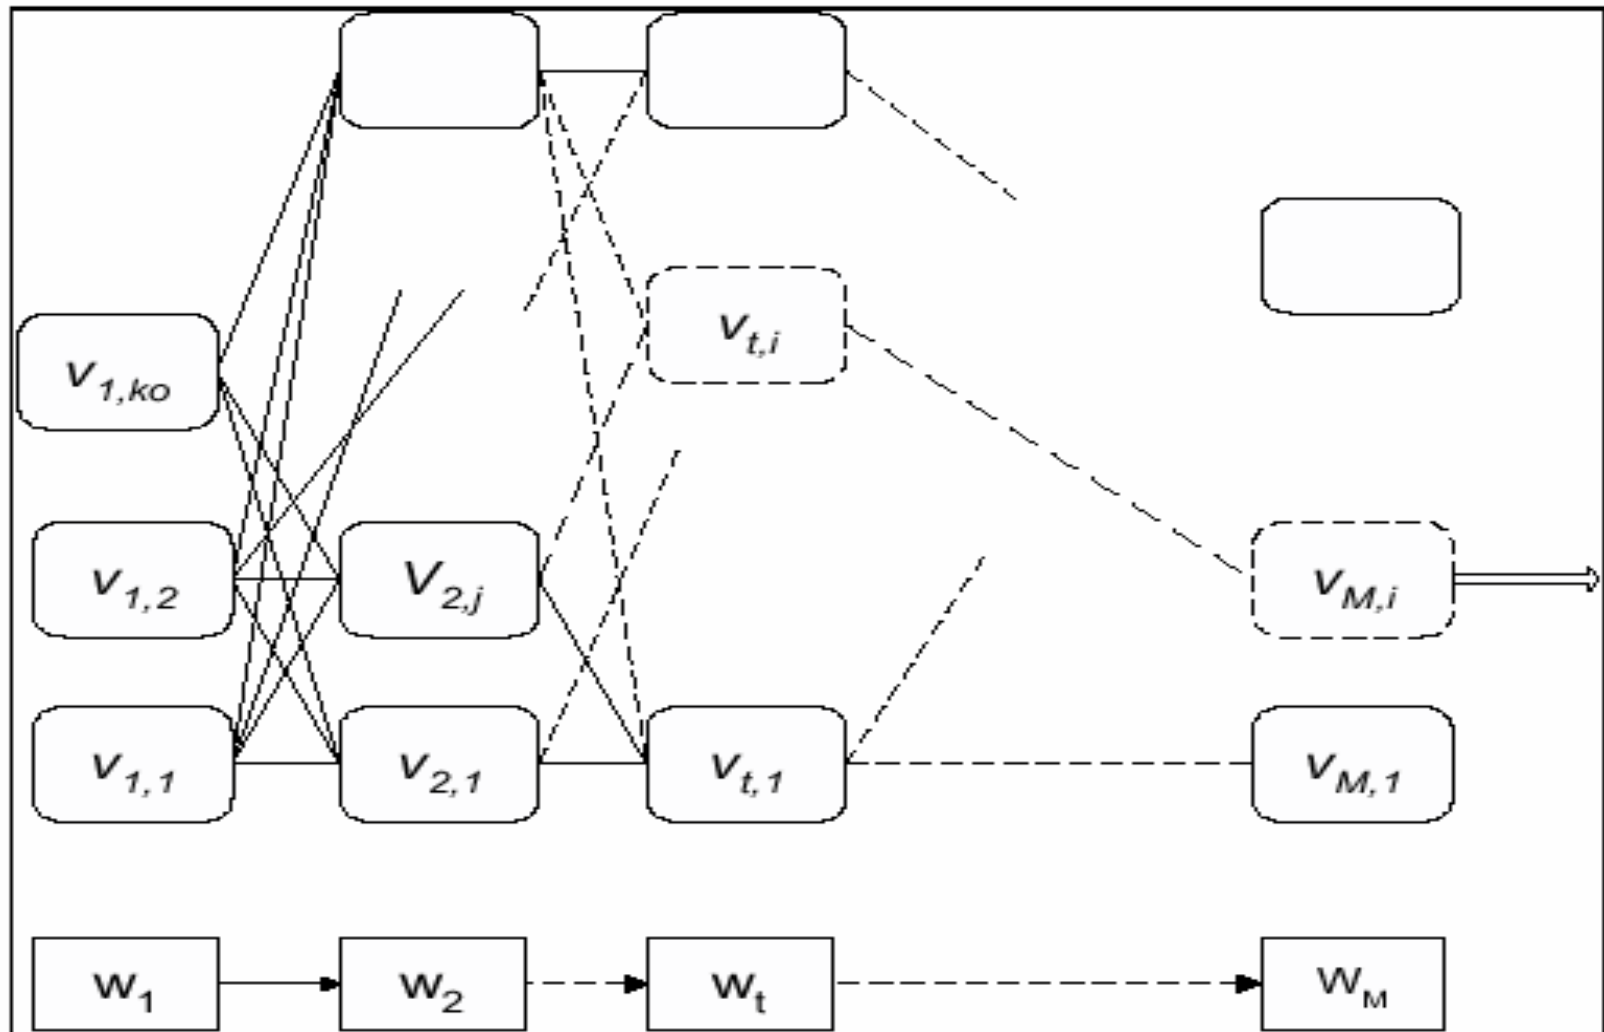 v1,ko vt,i
v1,2 V2,j vM,i
v1,1 v2,1 vt,1 vM,1
w1 w2 wt WM